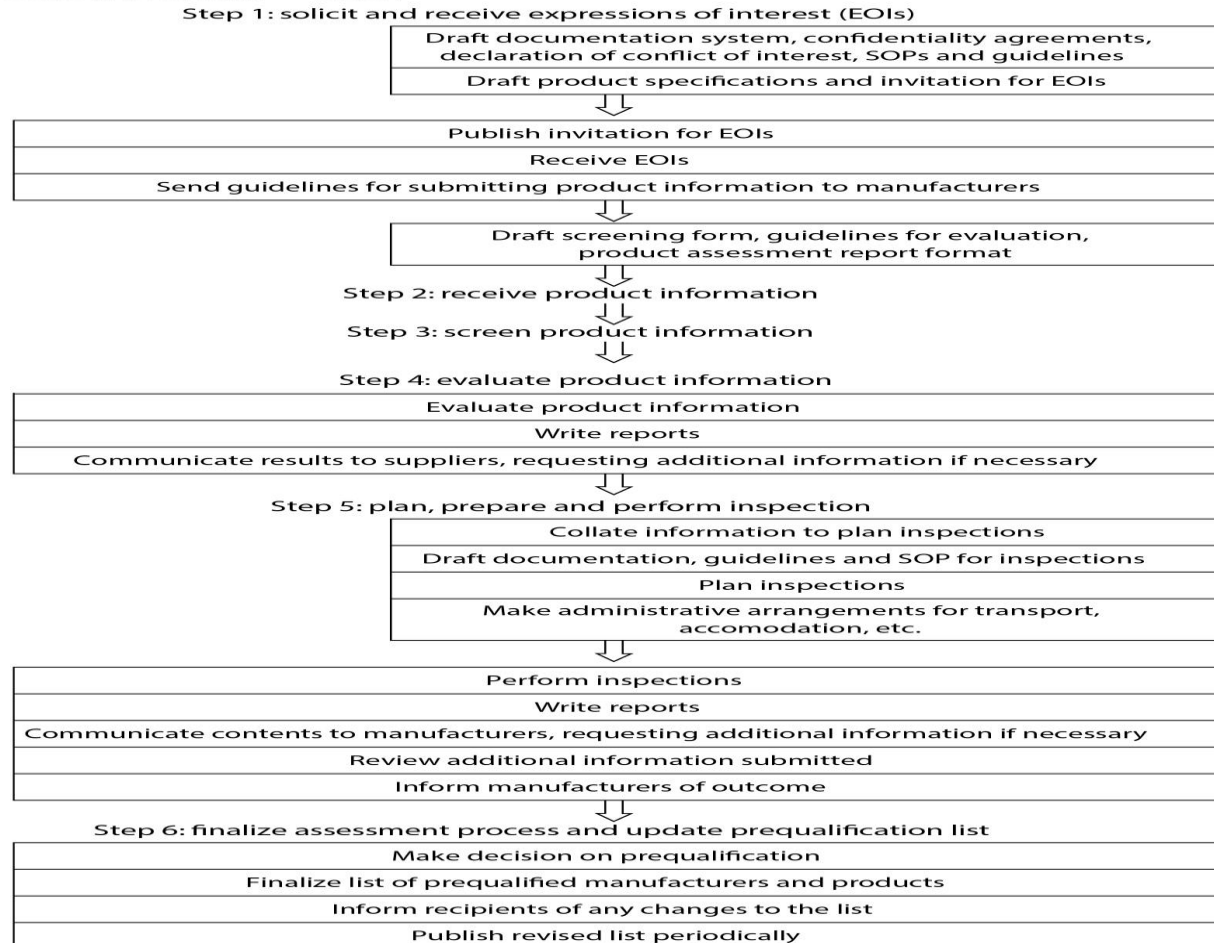 Step 1: solicit and receive expressions of interest (EOIs)
Draft documentation system, confidentiality agreements,
declaration of conflict of interest, SOPs and guidelines
Draft product specifications and invitation for EOIs
Publish invitation for EOIs
Receive EOIs
Send guidelines for submitting product information to manufacturers
Draft screening form, guidelines for evaluation,
product assessment report format
Step 2: receive product information
Step 3: screen product information
Step 4: evaluate product information
Evaluate product information
Write reports
Communicate results to suppliers, requesting additional information if necessary
Step 5: plan, prepare and perform inspection
Collate information to plan inspections
Draft documentation, guidelines and SOP for inspections
Plan inspections
Make administrative arrangements for transport,
accomodation, etc.
Perform inspections
Write reports
Communicate contents to manufacturers, requesting additional information if necessary
Review additional information submitted
Inform manufacturers of outcome
Step 6: finalize assessment process and update prequalification list
Make decision on prequalification
Finalize list of prequalified manufacturers and products
Inform recipients of any changes to the list
Publish revised list periodically